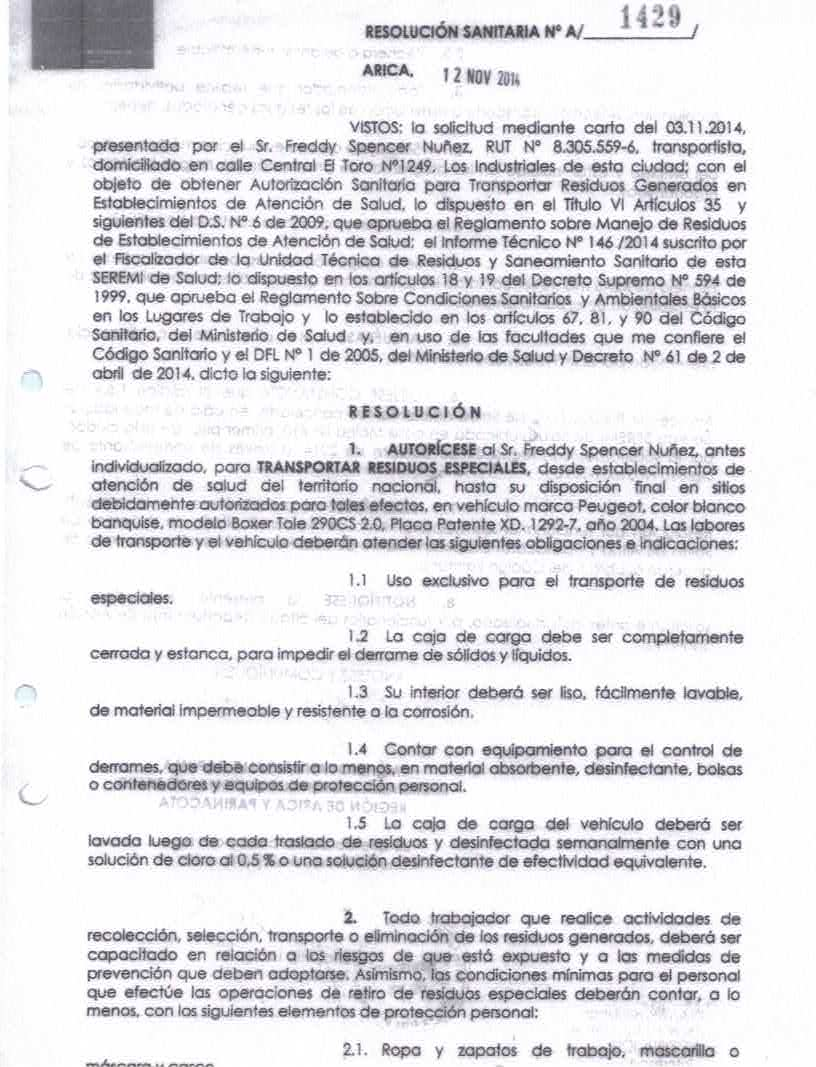 RESOLUCIÓN SANITARIA Nº A/ 1429 /
ARICA, 12 NOV 2014
VISTOS: la solicitud mediante carta del 03.11.2014,
presentada por el Sr. Freddy Spencer Nuñez, RUT Nº 8.305.559-6, transportista,
domiciliado en calle Central El Toro Nº1249, Los Industriales de esta ciudad; con el
objeto de obtener Autorización Sanitaria para Transportar Residuos Generados en
Establecimientos de Atención de Salud, lo dispuesto en el Título VI Artículos 35 y
siguientes del D.S. Nº 6 de 2009, que aprueba el Reglamento sobre Manejo de Residuos
de Establecimientos de Atención de Salud; el Informe Técnico Nº 146 /2014 suscrito por
el Fiscalizador de la Unidad Técnica de Residuos y Saneamiento Sanitario de esta
SEREMI de Salud; lo dispuesto en los artículos 18 y 19 del Decreto Supremo Nº 594 de
1999, que aprueba el Reglamento Sobre Condiciones Sanitarios y Ambientales Básicos
en los Lugares de Trabajo y lo establecido en los artículos 67, 81, y 90 del Código
Sanitario, del Ministerio de Salud y, en uso de las facultades que me confiere el
Código Sanitario y el DFL Nº 1 de 2005, del Ministerio de Salud y Decreto Nº 61 de 2 de
abril de 2014, dicto la siguiente:
RESOLUCIÓN
1. AUTORÍCESE al Sr. Freddy Spencer Nuñez, antes
individualizado, para TRANSPORTAR RESIDUOS ESPECIALES, desde establecimientos de
atención de salud del territorio nacional, hasta su disposición final en sitios
debidamehte autorizados para tales efectos, en vehículo marca Peugeot, color blanco
banquise, modelo Boxer Tole 290CS 2.0, Placa Patente XD. 1292-7, año 2004. Las labores
de transporte y el vehículo deberán atender las siguientes obligaciones e indicaciones:
1.1 Uso exclusivo para el transporte de residuos
especiales.
1.2 La caja de carga debe ser completamente
cerrada y estanca, para impedir el derrame de sólidos y líquidos.
1.3 Su interior deberá ser liso, fácilmente lavable,
de material impermeable y resistente a la corrosión.
1.4 Contar con equipamiento para el control de
derrames, que debe consistir a lo menos, en material absorbente, desinfectante, bolsas
o contenedores y equipos de protección personal.
1.5 La caja de carga del vehículo deberá ser
lavada luego de cada traslado de residuos y desinfectada semanalmente con una
solución de cloro al 0,5 % o una solución desinfectante de efectividad equivalente.
2. Todo trabajador que realice actividades de
recolección, selección, transporte o eliminación de los residuos generados, deberá ser
capacitado en relación a los riesgos de que está expuesto y a las medidas de
prevención que deben adoptarse. Asimismo, las condiciones mínimas para el personal
que efectúe las operaciones de retiro de residuos especiales deberán contar, a lo
menos, con los siguientes elementos de protección personal:
2.1. Ropa y zapatos de trabajo, mascarilla o